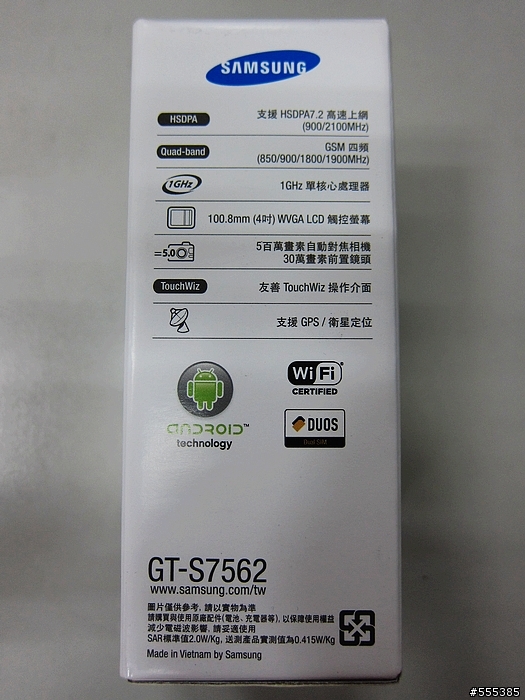 SAMSUNG
HSDPA 支援 HSDPA7.2 高速上網
(900/2100MHz)
Quad-band GSM 四頻
(850/900/1800/1900MHz)
1GHz 1GHz 單核心處理器
100.8mm (4吋) WVGA LCD 觸控螢幕
=5.0 5百萬畫素自動對焦相機
30萬畫素前置鏡頭
TouchWiz 友善 TouchWiz 操作介面
支援 GPS / 衛星定位
Wi Fi®
CERTIFIED
ANDROID™
technology
DUOS
Dual SIM
GT-S7562
www.samsung.com/tw
圖片僅供參考, 請以實物為準
請購買與使用原廠配件(電池、充電器等), 以保障使用權益
減少電磁波影響, 請妥適使用
SAR標準值2.0W/Kg, 送測產品實測值為0.415W/Kg
Made in Vietnam by Samsung
#555385